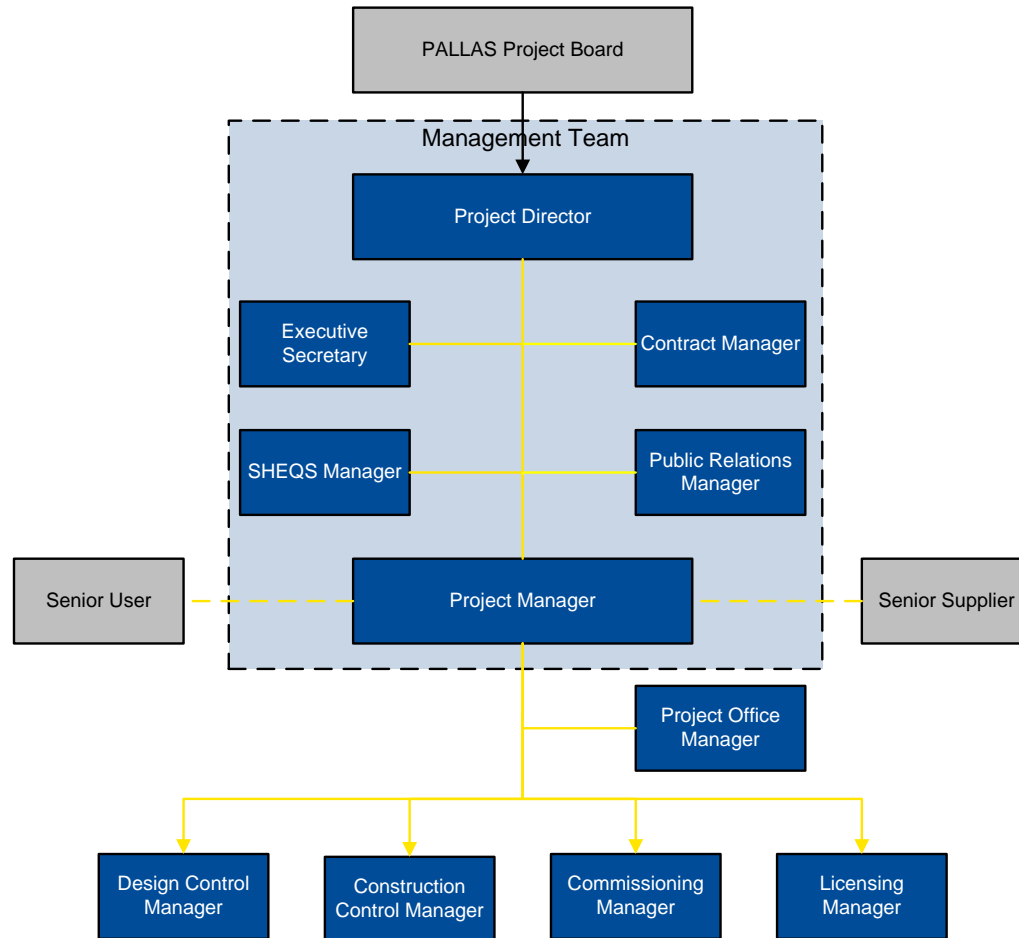 PALLAS Project Board
Management Team
Project Director
Executive
Secretary
Contract Manager
SHEQS Manager
Public Relations
Manager
Senior User
Project Manager
Senior Supplier
Project Office
Manager
Design Control
Manager
Construction
Control Manager
Commissioning
Manager
Licensing
Manager